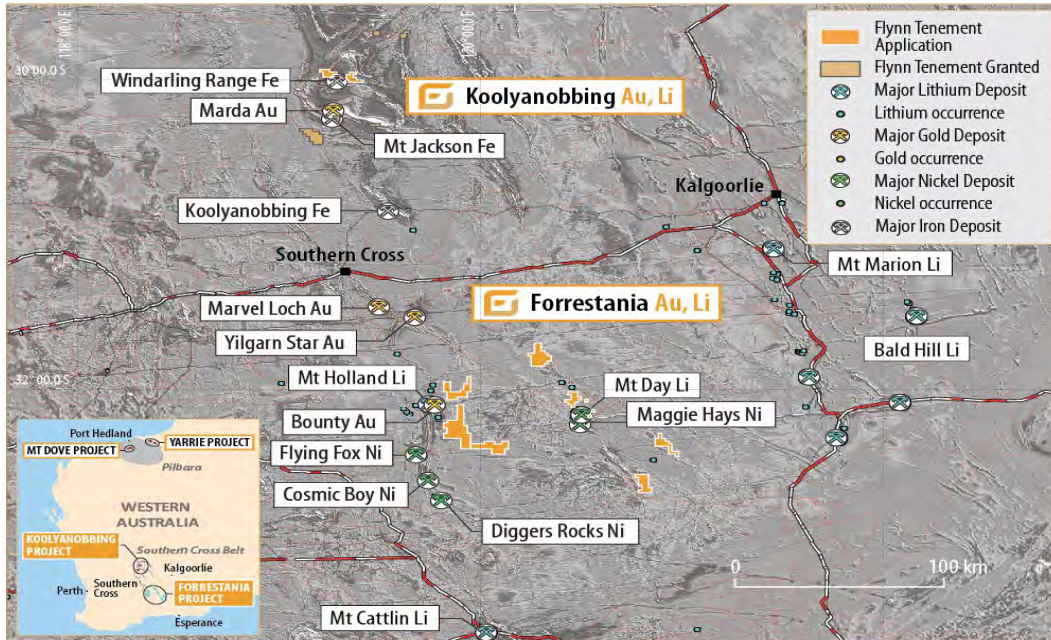 118°000'E
120°00'0"E
30°00.0 S
32°00.0 S
Windarling Range Fe
Marda Au
Mt Jackson Fe
Koolyanobbing Au, Li
Koolyanobbing Fe
Kalgoorlie
Southern Cross
Mt Marion Li
Marvel Loch Au
Forrestania Au, Li
Yilgarn Star Au
Bald Hill Li
Mt Holland Li
Mt Day Li
Bounty Au
Maggie Hays Ni
Flying Fox Ni
Cosmic Boy Ni
Diggers Rocks Ni
Mt Cattlin Li
0 100 km
Flynn Tenement
Application
Flynn Tenement Granted
Major Lithium Deposit
Lithium occurrence
Major Gold Deposit
Gold occurrence
Major Nickel Deposit
Nickel occurrence
Major Iron Deposit
Port Hedland
YARRIE PROJECT
MT DOVE PROJECT
Pilbara
WESTERN
AUSTRALIA
KOOLYANOBBING
PROJECT
Southern Cross Belt
Kalgoorlie
Perth
Southern
Cross
FORRESTANIA
PROJECT
Esperance